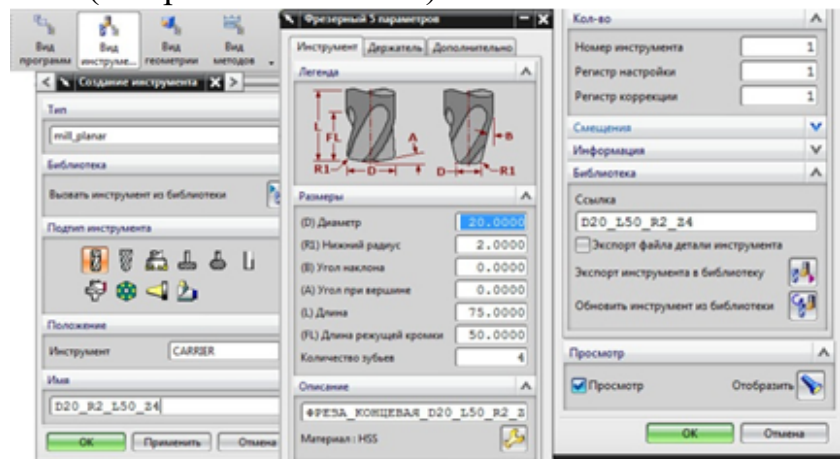 Вид программ
Вид инструме...
Вид геометрии
Вид методов
Создание инструмента
Тип
mill_planar
Библиотека
Вызвать инструмент из библиотеки
Подтип инструмента
Положение
Инструмент CARRIER
Имя
D20_R2_L50_Z4
OK Применить Отмена
Фрезерный 5 параметров
Инструмент Держатель Дополнительно
Легенда
L FL A B
R1 D D R1
Размеры
(D) Диаметр 20.0000
(R1) Нижний радиус 2.0000
(B) Угол наклона 0.0000
(A) Угол при вершине 0.0000
(L) Длина 75.0000
(FL) Длина режущей кромки 50.0000
Количество зубьев 4
Описание
ФРЕЗА_КОНЦЕВАЯ_D20_L50_R2_Z
Материал : HSS
Кол-во
Номер инструмента 1
Регистр настройки 1
Регистр коррекции 1
Смещения
Информация
Библиотека
Ссылка
D20_L50_R2_Z4
Экспорт файла детали инструмента
Экспорт инструмента в библиотеку
Обновить инструмент из библиотеки
Просмотр
Просмотр Отобразить
OK Отмена